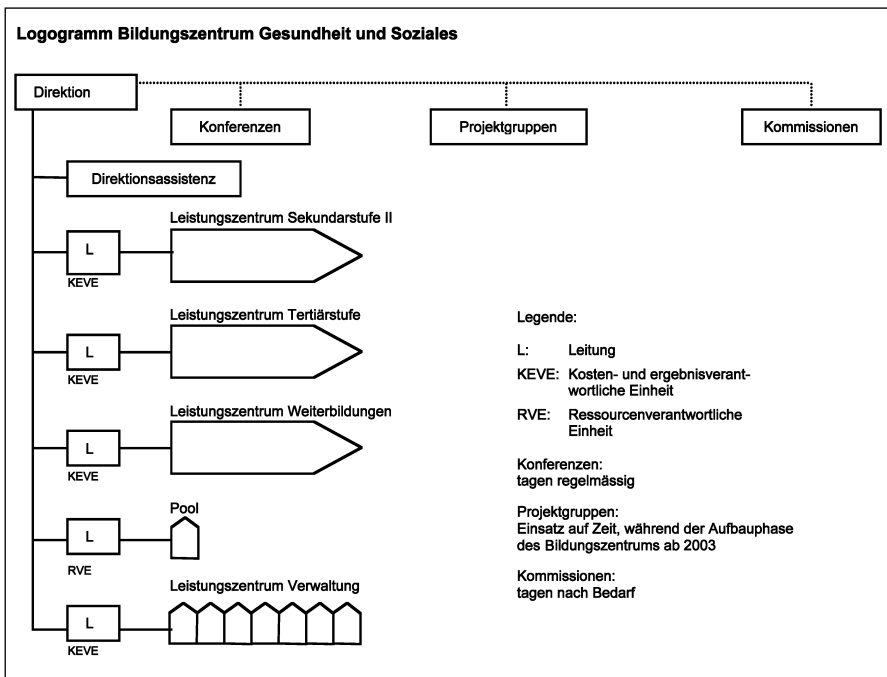 Logogramm Bildungszentrum Gesundheit und Soziales
Direktion
Konferenzen
Projektgruppen
Kommissionen
Direktionsassistenz
Leistungszentrum Sekundarstufe II
L
KEVE
Leistungszentrum Tertiärstufe
L
KEVE
Leistungszentrum Weiterbildungen
L
KEVE
Pool
L
RVE
Leistungszentrum Verwaltung
L
KEVE
Legende:
L: Leitung
KEVE: Kosten- und ergebnisverant-
wortliche Einheit
RVE: Ressourcenverantwortliche
Einheit
Konferenzen:
tagen regelmässig
Projektgruppen:
Einsatz auf Zeit, während der Aufbauphase
des Bildungszentrums ab 2003
Kommissionen:
tagen nach Bedarf